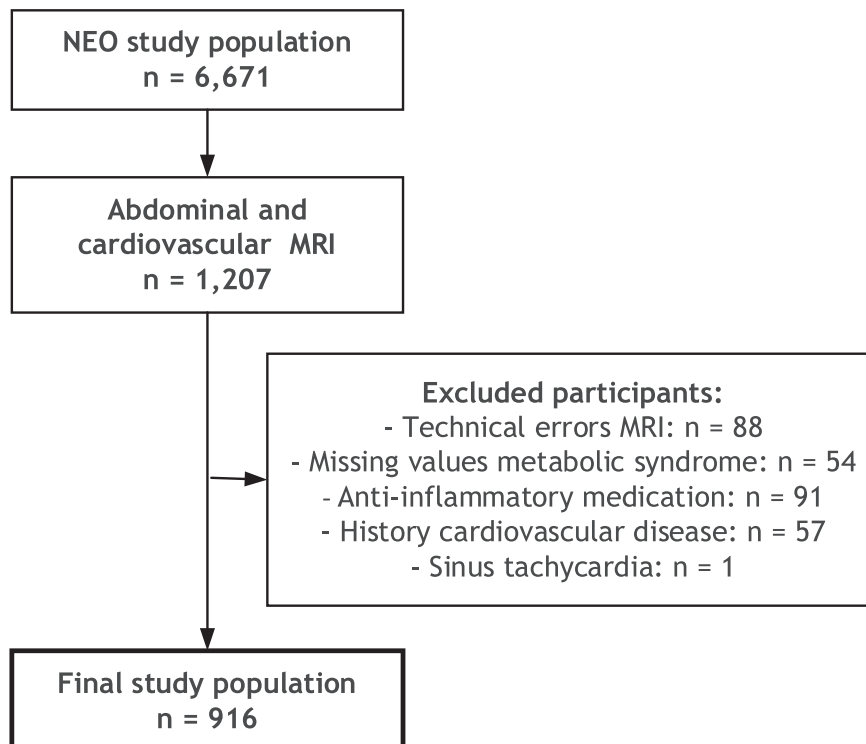 NEO study population
n = 6,671
Abdominal and
cardiovascular MRI
n = 1,207
Excluded participants:
- Technical errors MRI: n = 88
- Missing values metabolic syndrome: n = 54
- Anti-inflammatory medication: n = 91
- History cardiovascular disease: n = 57
- Sinus tachycardia: n = 1
Final study population
n = 916